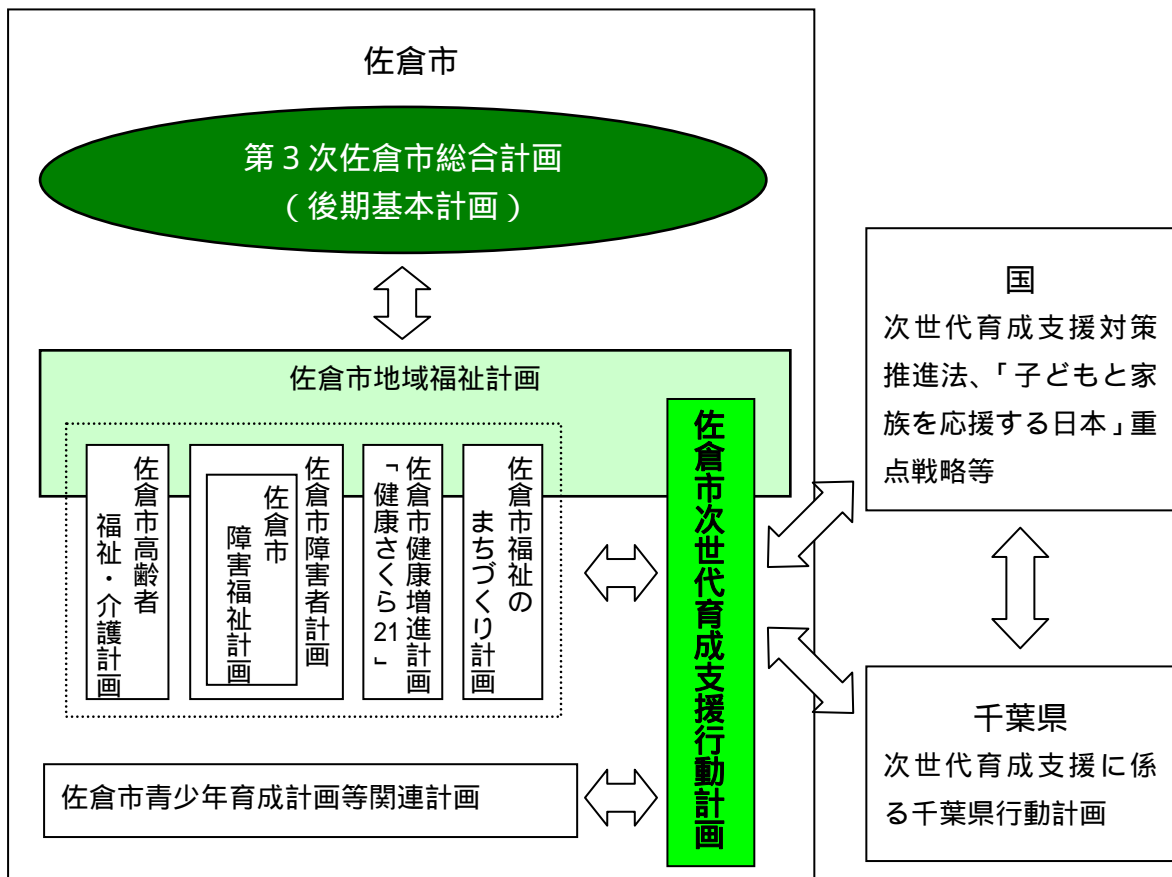 佐倉市
第３次佐倉市総合計画
（後期基本計画）
佐倉市地域福祉計画
佐倉市高齢者
福祉・介護計画
佐倉市障害者計画
佐倉市
障害福祉計画
佐倉市健康増進計画
「健康さくら21」
佐倉市福祉の
まちづくり計画
佐倉市次世代育成支援行動計画
佐倉市青少年育成計画等関連計画
国
次世代育成支援対策
推進法、「子どもと家
族を応援する日本」重
点戦略等
千葉県
次世代育成支援に係
る千葉県行動計画